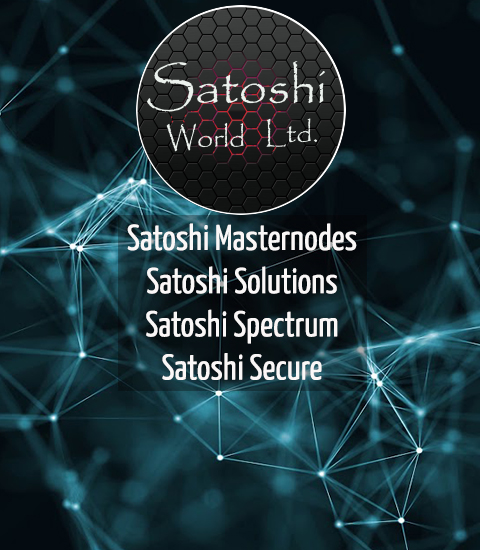 Satoshi
World Ltd.
Satoshi Masternodes
Satoshi Solutions
Satoshi Spectrum
Satoshi Secure